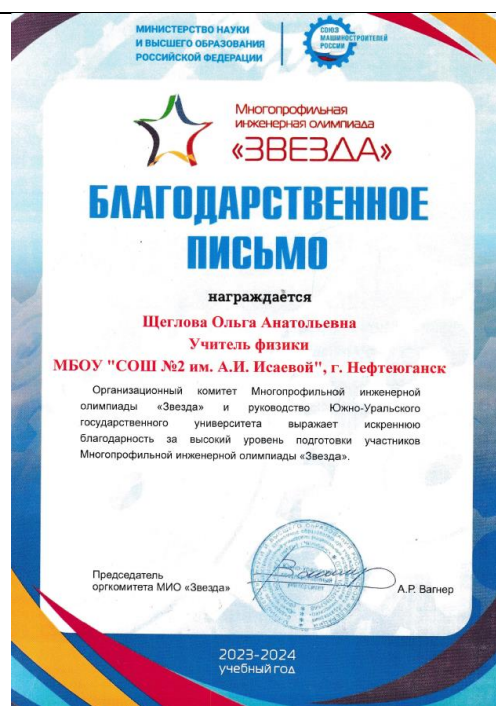 МИНИСТЕРСТВО НАУКИ
И ВЫСШЕГО ОБРАЗОВАНИЯ
РОССИЙСКОЙ ФЕДЕРАЦИИ
СОЮЗ
МАШИНОСТРОИТЕЛЕЙ
РОССИИ
Многопрофильная
инженерная олимпиада
«ЗВЕЗДА»
БЛАГОДАРСТВЕННОЕ
ПИСЬМО
награждается
Щеглова Ольга Анатольевна
Учитель физики
МБОУ "СОШ №2 им. А.И. Исаевой", г. Нефтеюганск
Организационный комитет Многопрофильной инженерной
олимпиады «Звезда» и руководство Южно-Уральского
государственного университета выражает искреннюю
благодарность за высокий уровень подготовки участников
Многопрофильной инженерной олимпиады «Звезда».
Председатель
оргкомитета МИО «Звезда»
А.Р. Вагнер
2023-2024
учебный год